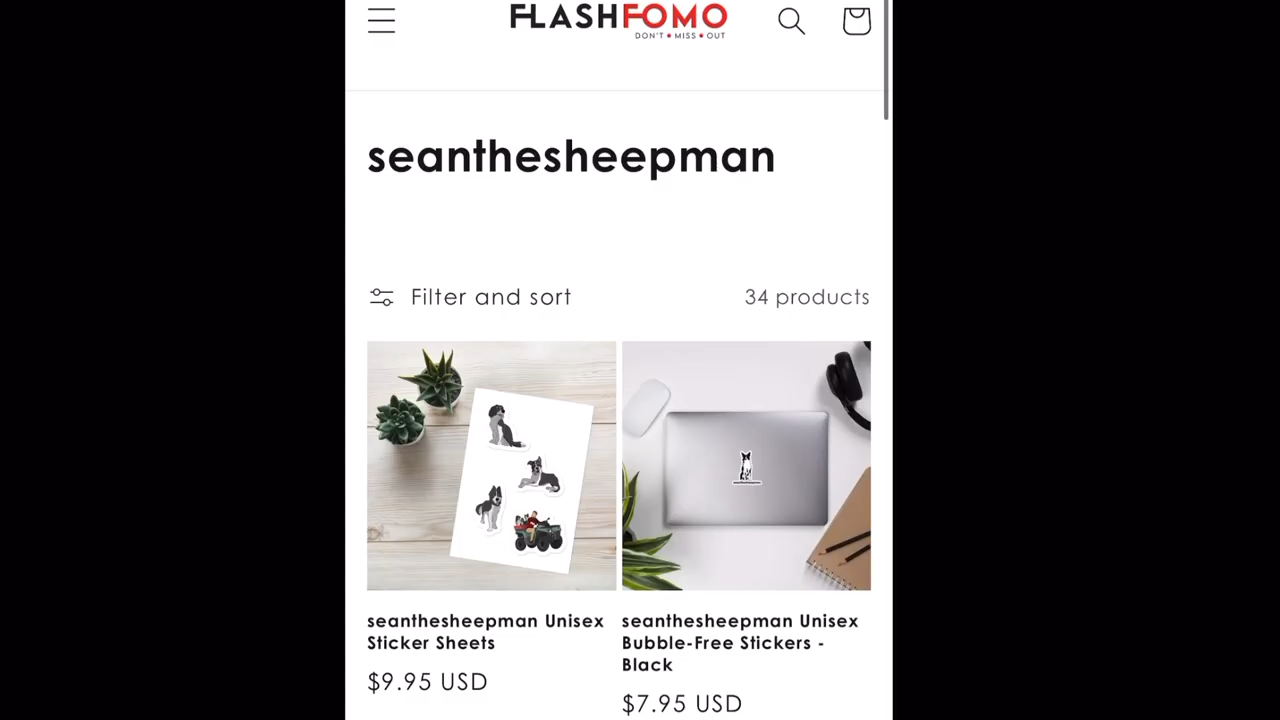 FLASHFOMO
DON'T • MISS • OUT
seanthesheepman
Filter and sort
34 products
seanthesheepman Unisex
Sticker Sheets
$9.95 USD
seanthesheepman Unisex
Bubble-Free Stickers -
Black
$7.95 USD